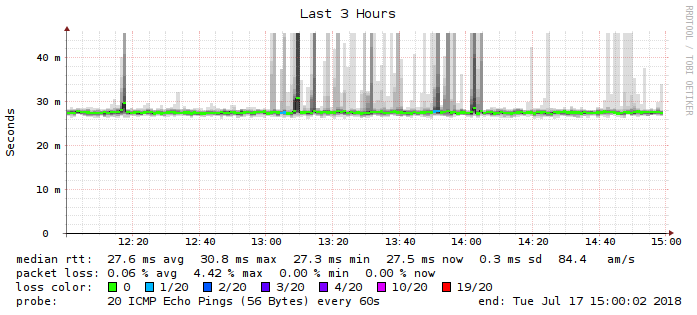 Last 3 Hours
RRDTOOL / TOBI OETIKER
Seconds
40 m
30 m
20 m
10 m
0
12:20 12:40 13:00 13:20 13:40 14:00 14:20 14:40 15:00
median rtt: 27.6 ms avg 30.8 ms max 27.3 ms min 27.5 ms now 0.3 ms sd 84.4 am/s
packet loss: 0.06 % avg 4.42 % max 0.00 % min 0.00 % now
loss color: 0 1/20 2/20 3/20 4/20 10/20 19/20
probe: 20 ICMP Echo Pings (56 Bytes) every 60s end: Tue Jul 17 15:00:02 2018